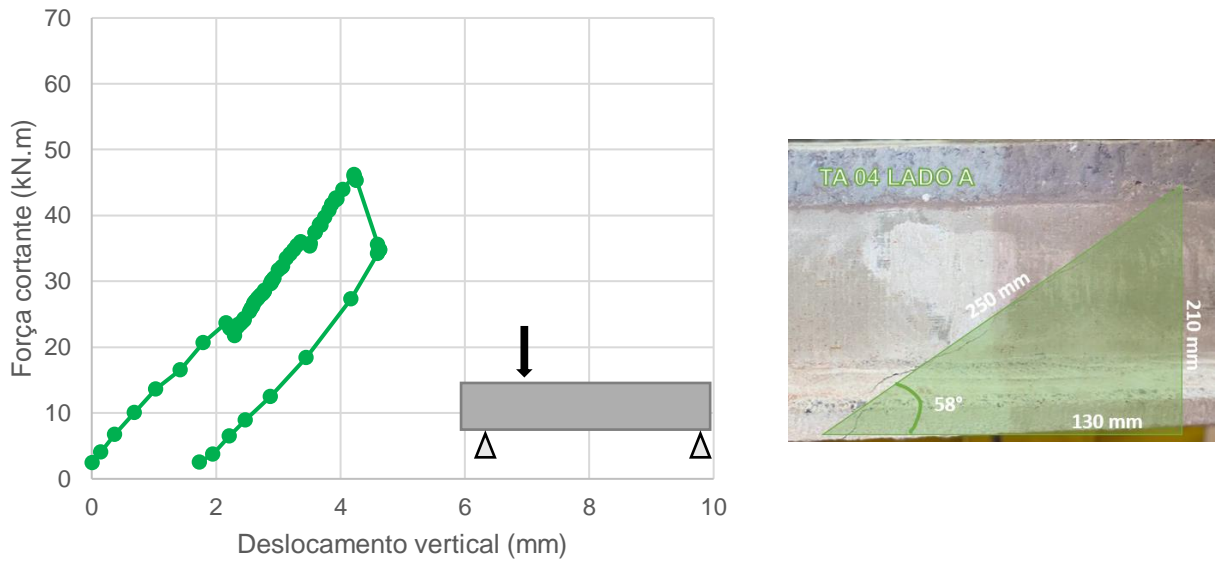 70
60
50
40
30
20
10
0
0 2 4 6 8 10
Força cortante (kN.m)
Deslocamento vertical (mm)
TA 04 LADO A
250 mm
210 mm
58°
130 mm